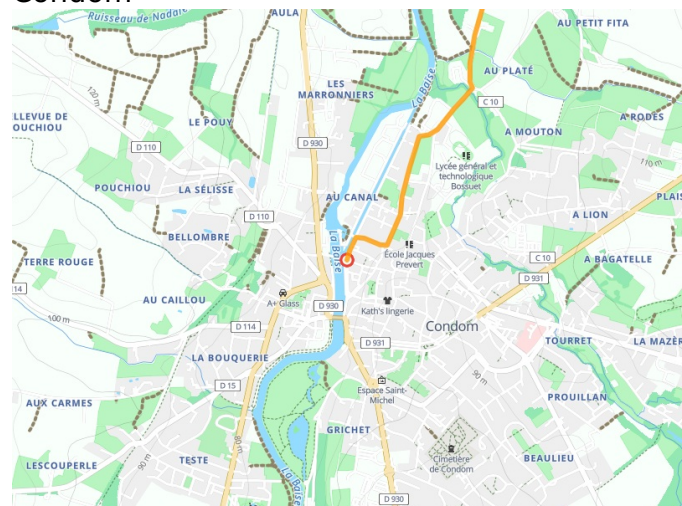 Condom
Ruisseau de Nadale
AULA
AU PETIT FITA
LES
MARRONNIERS
La Baïse
AU PLATÉ
120 m
C 10
LLEVUE DE
OUCHIOU
LE POUY
A RODES
D 110
D 930
A MOUTON
Lycée général et
technologique
Bossuet
110 m
POUCHIOU
LA SÉLISSE
AU CANAL
PLAIS
D 110
A LION
La Baïse
BELLOMBRE
École Jacques
Prevert
C 10
A BAGATELLE
TERRE ROUGE
D 931
14
AU CAILLOU
A+ Glass
D 930
Kath's lingerie
100 m
D 114
Condom
D 931
TOURRET
LA MAZÈR
LA BOUQUERIE
D 15
90 m
Espace Saint-
Michel
PROUILLAN
AUX CARMES
GRICHET
80 m
TESTE
Cimetière
de Condom
BEAULIEU
LESCOUPERLE
90 m
La Baïse
D 930